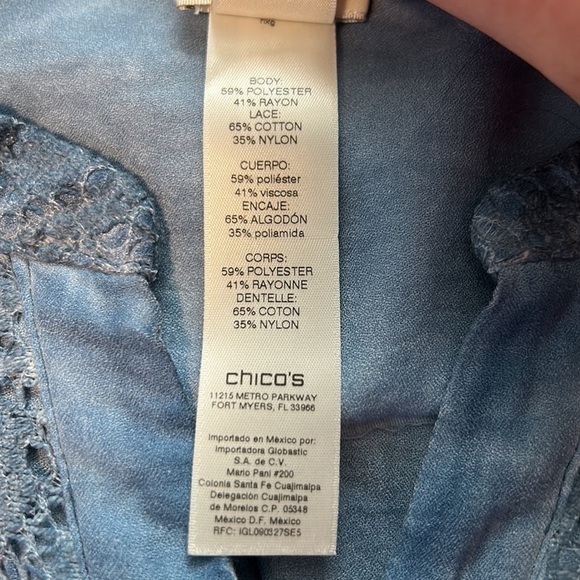 BODY:
59% POLYESTER
41% RAYON
LACE:
65% COTTON
35% NYLON
CUERPO:
59% poliéster
41% viscosa
ENCAJE:
65% ALGODÓN
35% poliamida
CORPS:
59% POLYESTER
41% RAYONNE
DENTELLE:
65% COTON
35% NYLON
chico's
11215 METRO PARKWAY
FORT MYERS, FL 33966
Importado en México por:
Importadora Globastic
S.A. de C.V.
Mario Pani #200
Colonia Santa Fe Cuajimalpa
Delegación Cuajimalpa
de Morelos C.P. 05348
México D.F. México
RFC: IGL090327SE5